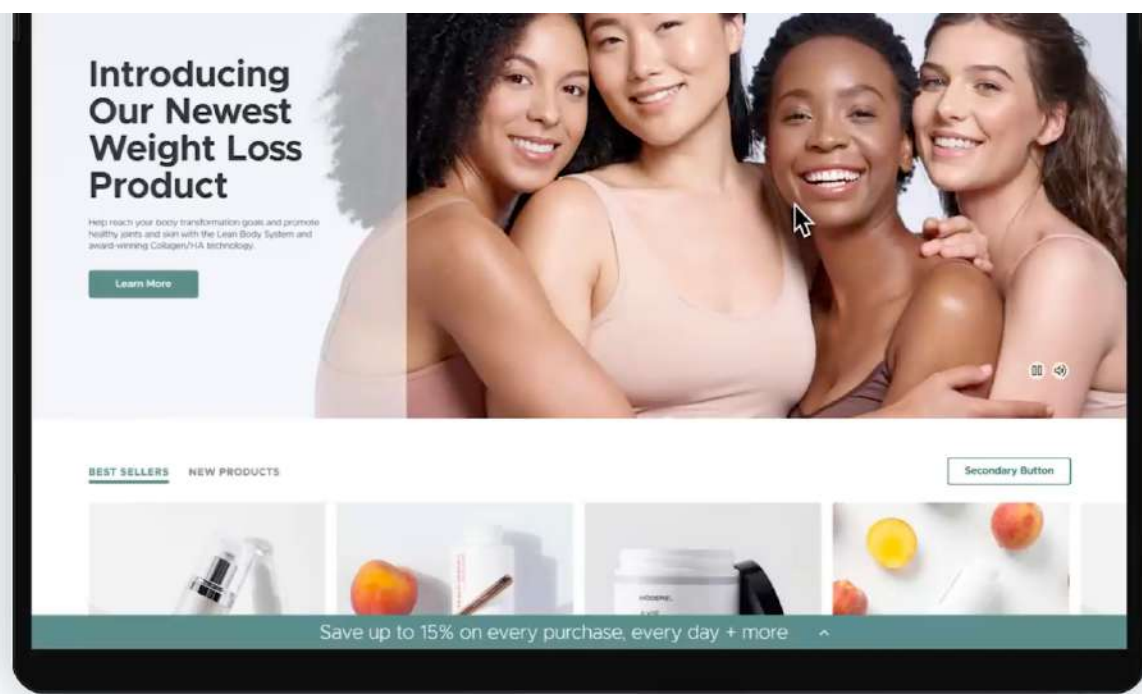 Introducing
Our Newest
Weight Loss
Product
Help reach your body transformation goals and promote
healthy joints and skin with the Lean Body System and
award-winning Collagen/HA technology.
Learn More
BEST SELLERS NEW PRODUCTS
Secondary Button
MODERE.
Save up to 15% on every purchase, every day + more